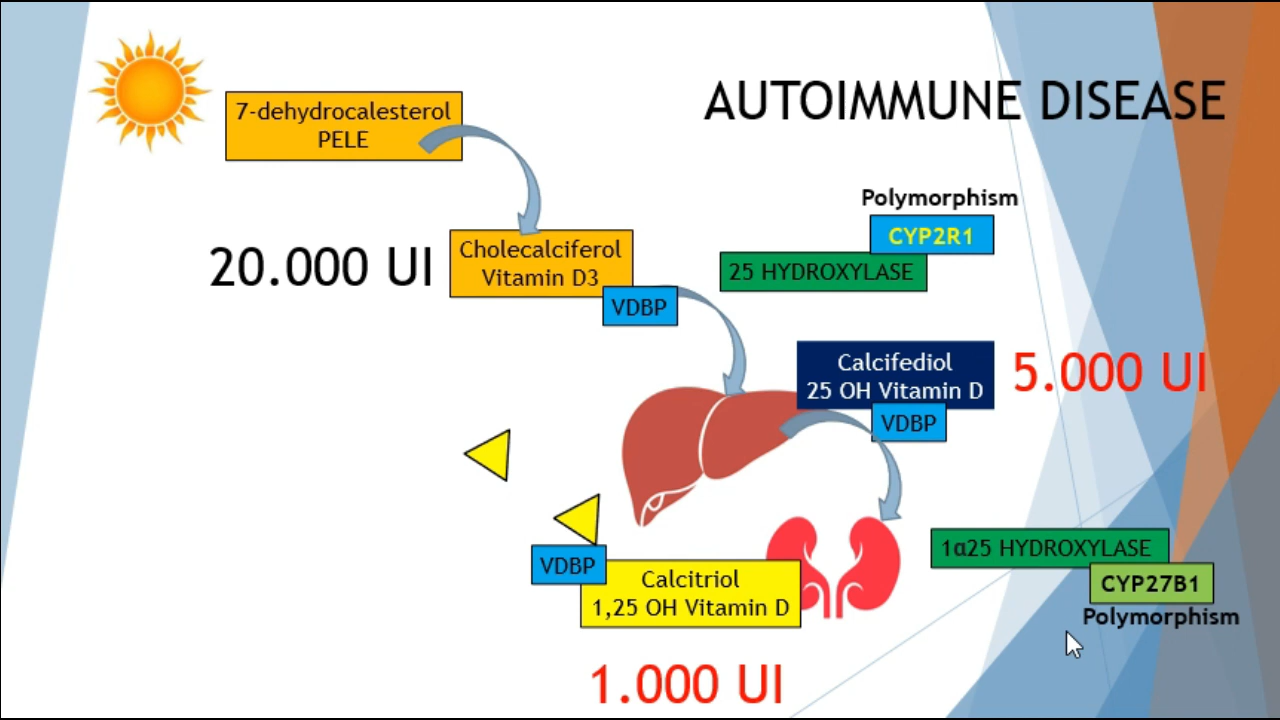 AUTOIMMUNE DISEASE
7-dehydrocalesterol
PELE
Polymorphism
CYP2R1
25 HYDROXYLASE
20.000 UI
Cholecalciferol
Vitamin D3
VDBP
Calcifediol
25 OH Vitamin D
VDBP
5.000 UI
1α25 HYDROXYLASE
CYP27B1
Polymorphism
VDBP
Calcitriol
1,25 OH Vitamin D
1.000 UI